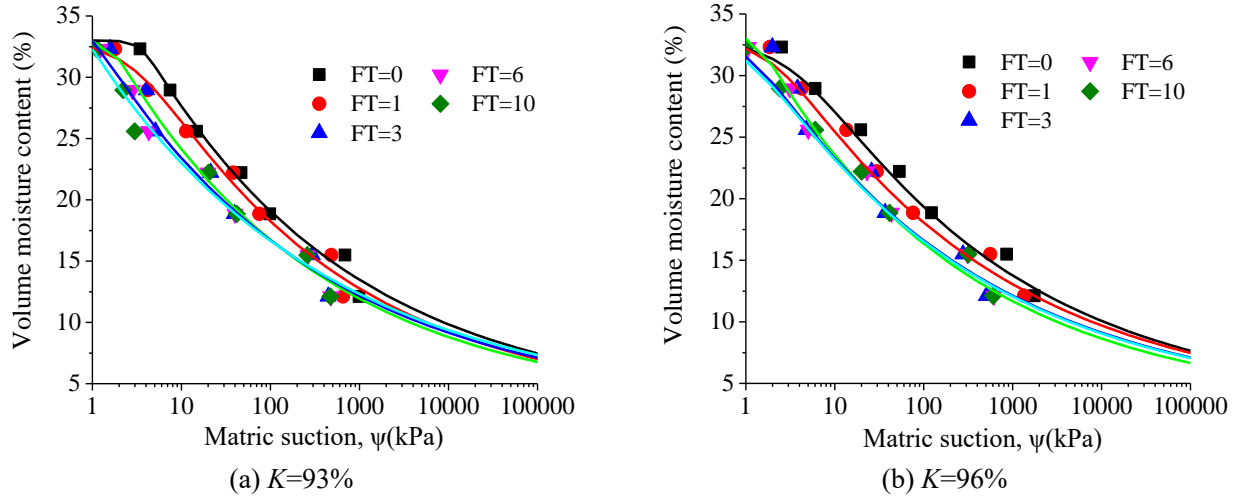 35
30
25
20
15
10
5
Volume moisture content (%)
FT=0
FT=6
FT=1
FT=10
FT=3
1
10
100
1000
10000
100000
Matric suction, ψ(kPa)
(a) K=93%
35
30
25
20
15
10
5
Volume moisture content (%)
FT=0
FT=6
FT=1
FT=10
FT=3
1
10
100
1000
10000
100000
Matric suction, ψ(kPa)
(b) K=96%